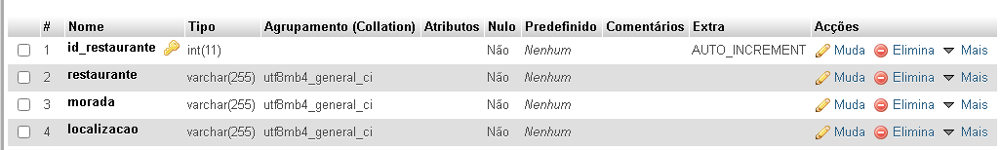 # Nome Tipo Agrupamento (Collation) Atributos Nulo Predefinido Comentários Extra Acções
1 id_restaurante int(11) Não Nenhum AUTO_INCREMENT Muda Elimina Mais
2 restaurante varchar(255) utf8mb4_general_ci Não Nenhum Muda Elimina Mais
3 morada varchar(255) utf8mb4_general_ci Não Nenhum Muda Elimina Mais
4 localizacao varchar(255) utf8mb4_general_ci Não Nenhum Muda Elimina Mais